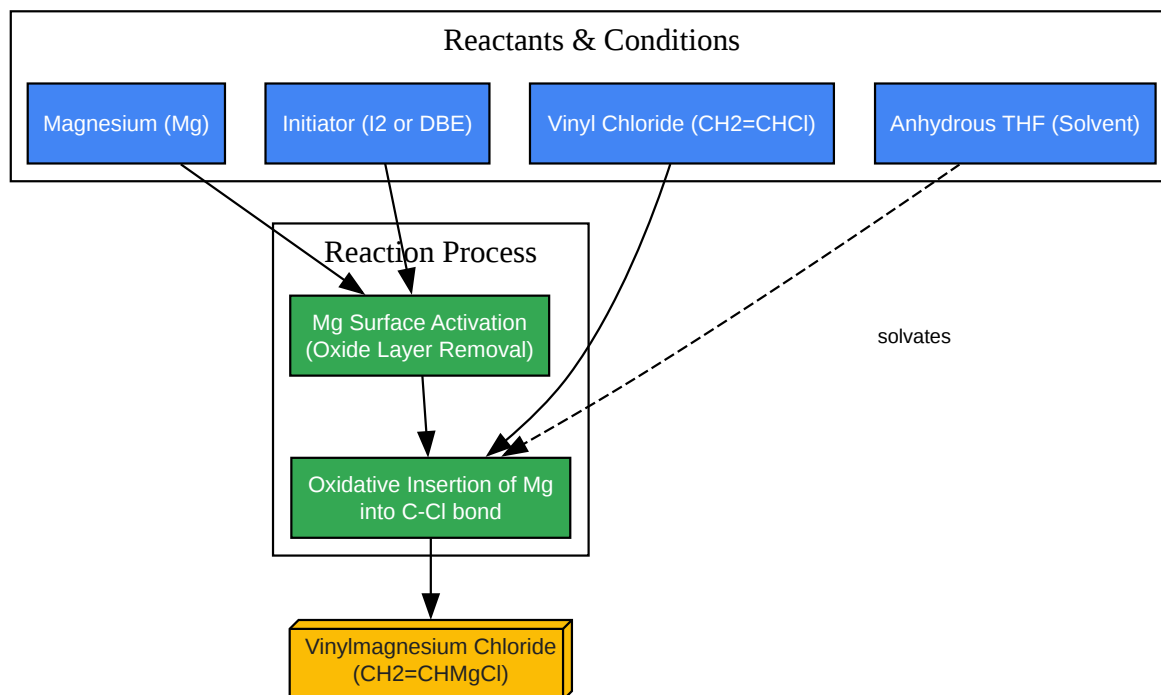 Reactants & Conditions
Magnesium (Mg)
Initiator (I2 or DBE)
Vinyl Chloride (CH2=CHCl)
Anhydrous THF (Solvent)
Reaction Process
Mg Surface Activation
(Oxide Layer Removal)
solvates
Oxidative Insertion of Mg
into C-Cl bond
Vinylmagnesium Chloride
(CH2=CHMgCl)